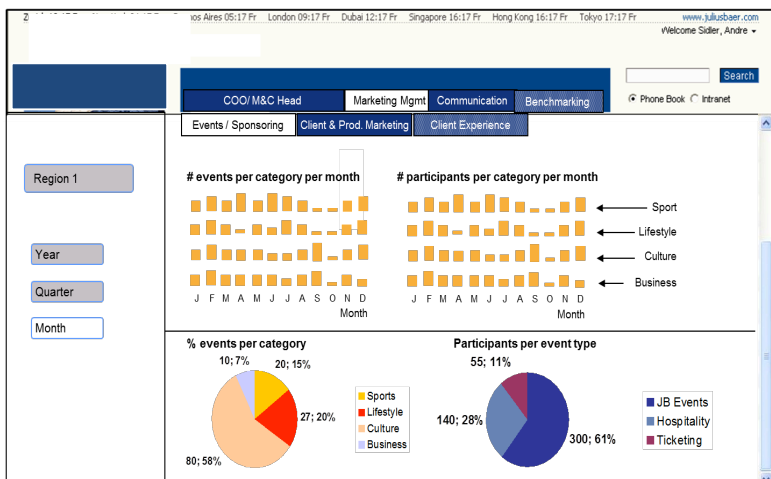 os Aires 05:17 Fr London 09:17 Fr Dubai 12:17 Fr Singapore 16:17 Fr Hong Kong 16:17 Fr Tokyo 17:17 Fr www.juliusbaer.com
Welcome Sidler, Andre
Search
COO/ M&C Head Marketing Mgmt Communication Benchmarking
Phone Book Intranet
Events / Sponsoring Client & Prod. Marketing Client Experience
Region 1
Year
Quarter
Month
# events per category per month # participants per category per month
Sport
Lifestyle
Culture
Business
J F M A M J J A S O N D J F M A M J J A S O N D
Month Month
% events per category
10; 7% 20; 15%
27; 20%
80; 58%
Sports
Lifestyle
Culture
Business
Participants per event type
55; 11%
140; 28%
300; 61%
JB Events
Hospitality
Ticketing